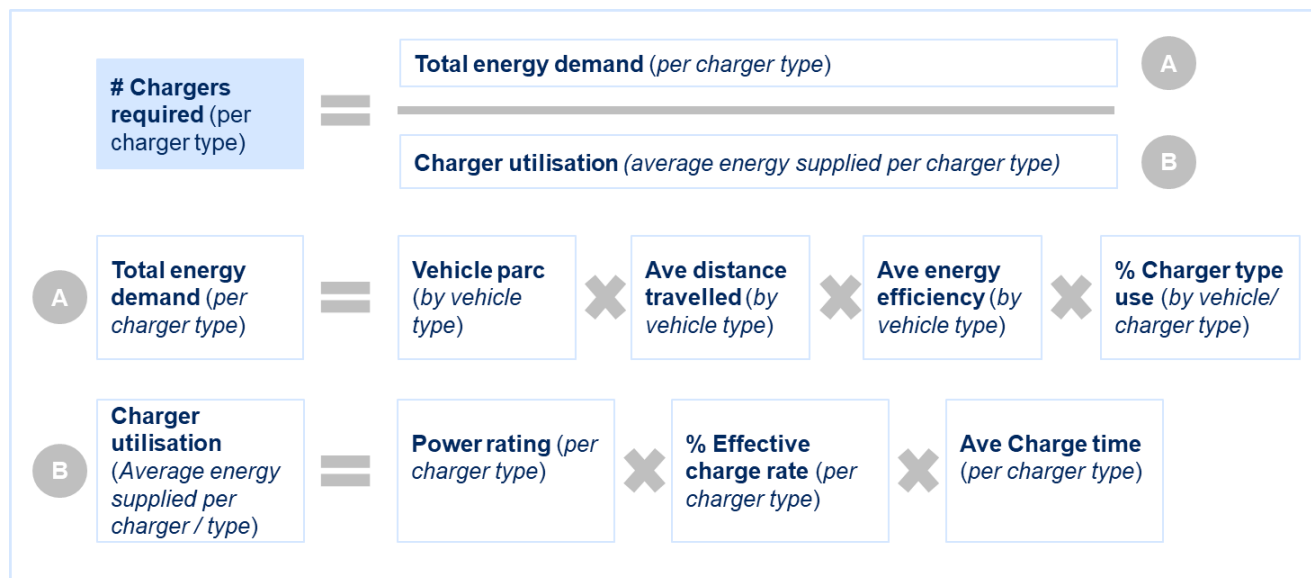 Total energy demand (per charger type)
A
# Chargers
required (per
charger type)
=
Charger utilisation (average energy supplied per charger type)
B
A
Total energy
demand (per
charger type)
=
Vehicle parc
(by vehicle
type)
×
Ave distance
travelled (by
vehicle type)
×
Ave energy
efficiency (by
vehicle type)
×
% Charger type
use (by vehicle/
charger type)
B
Charger
utilisation
(Average energy
supplied per
charger / type)
=
Power rating (per
charger type)
×
% Effective
charge rate (per
charger type)
×
Ave Charge time
(per charger type)